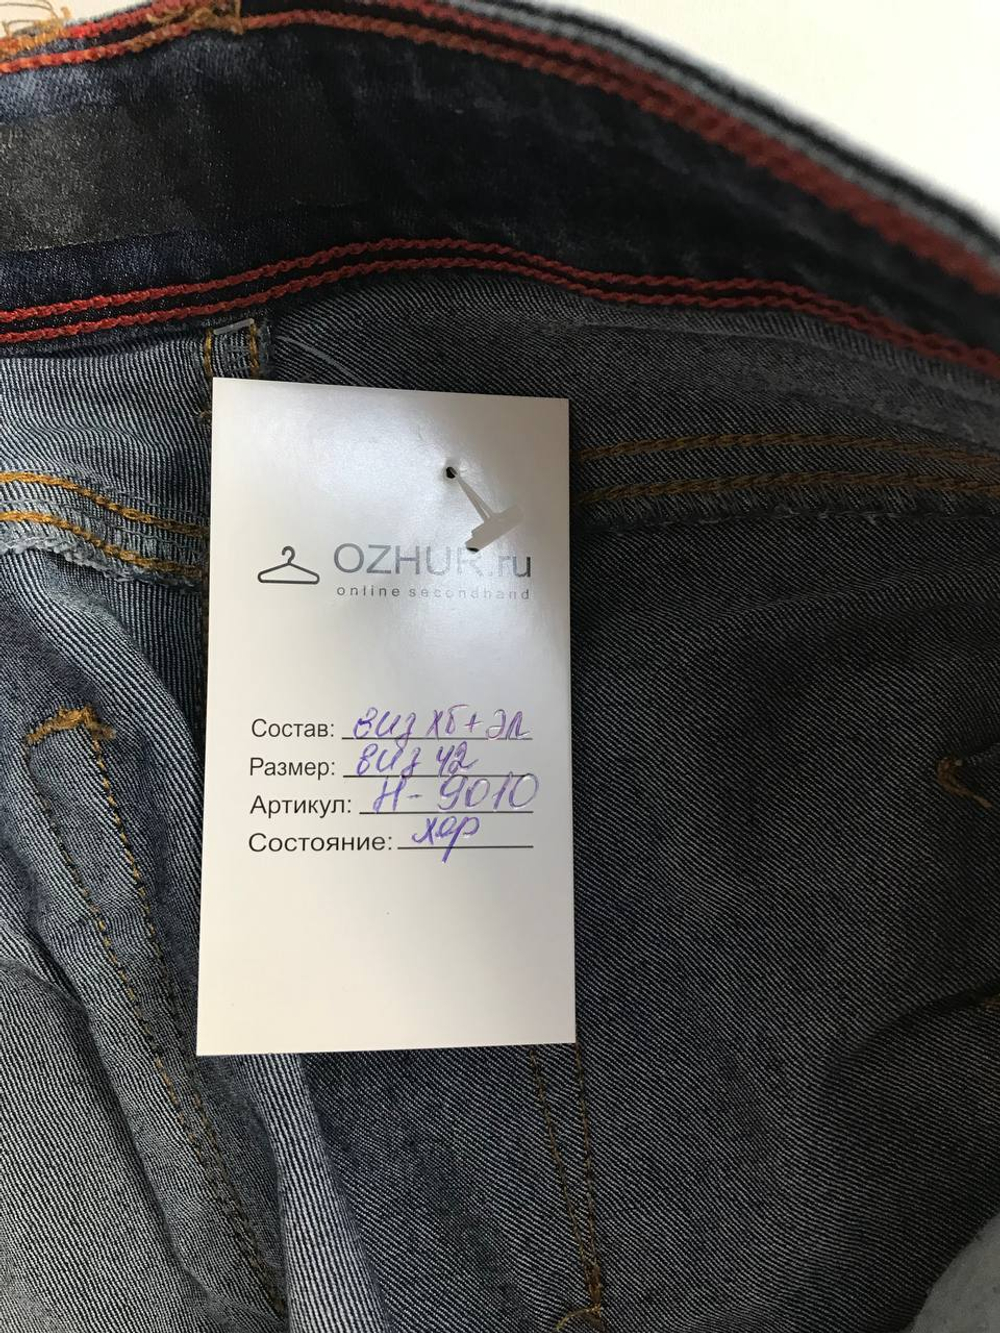 OZHUR.ru
online secondhand
Состав: виз хб + эл
Размер: виз 42
Артикул: Н-9010
Состояние: хор